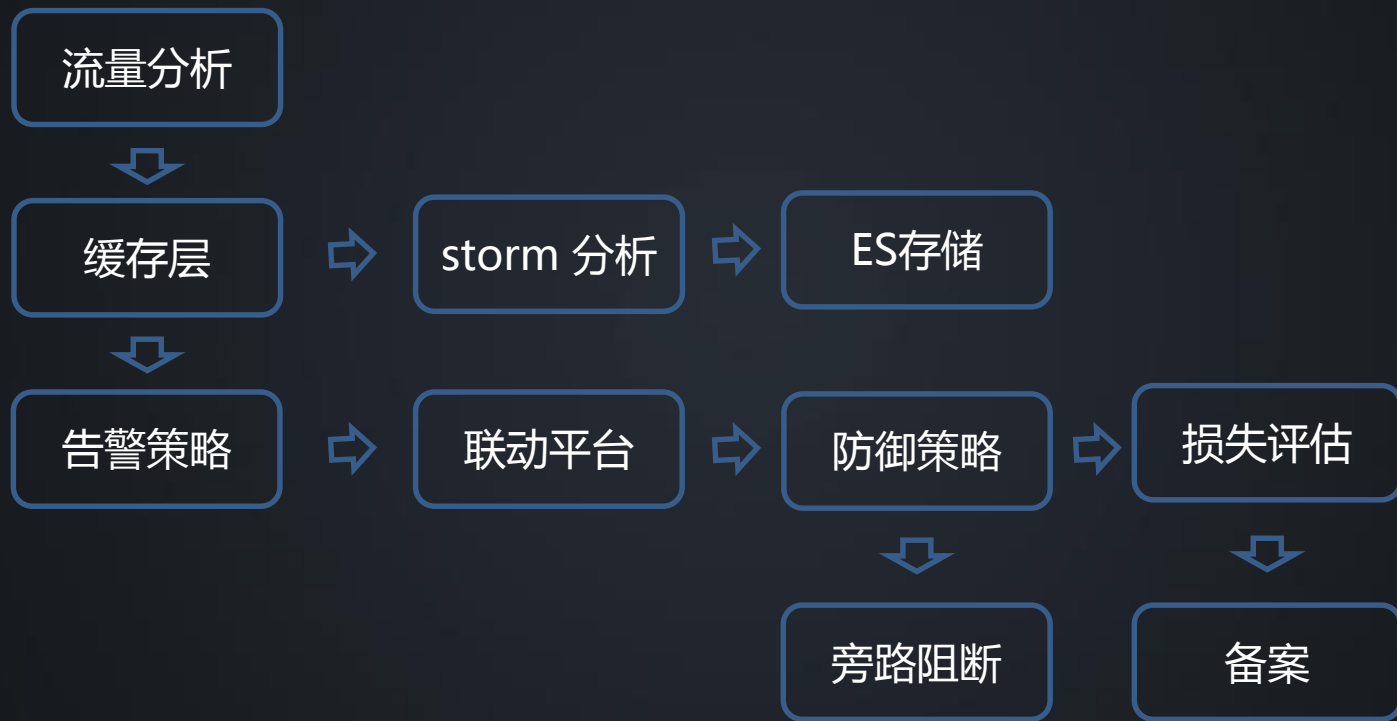 流量分析
缓存层
storm 分析
ES存储
告警策略
联动平台
防御策略
损失评估
旁路阻断
备案